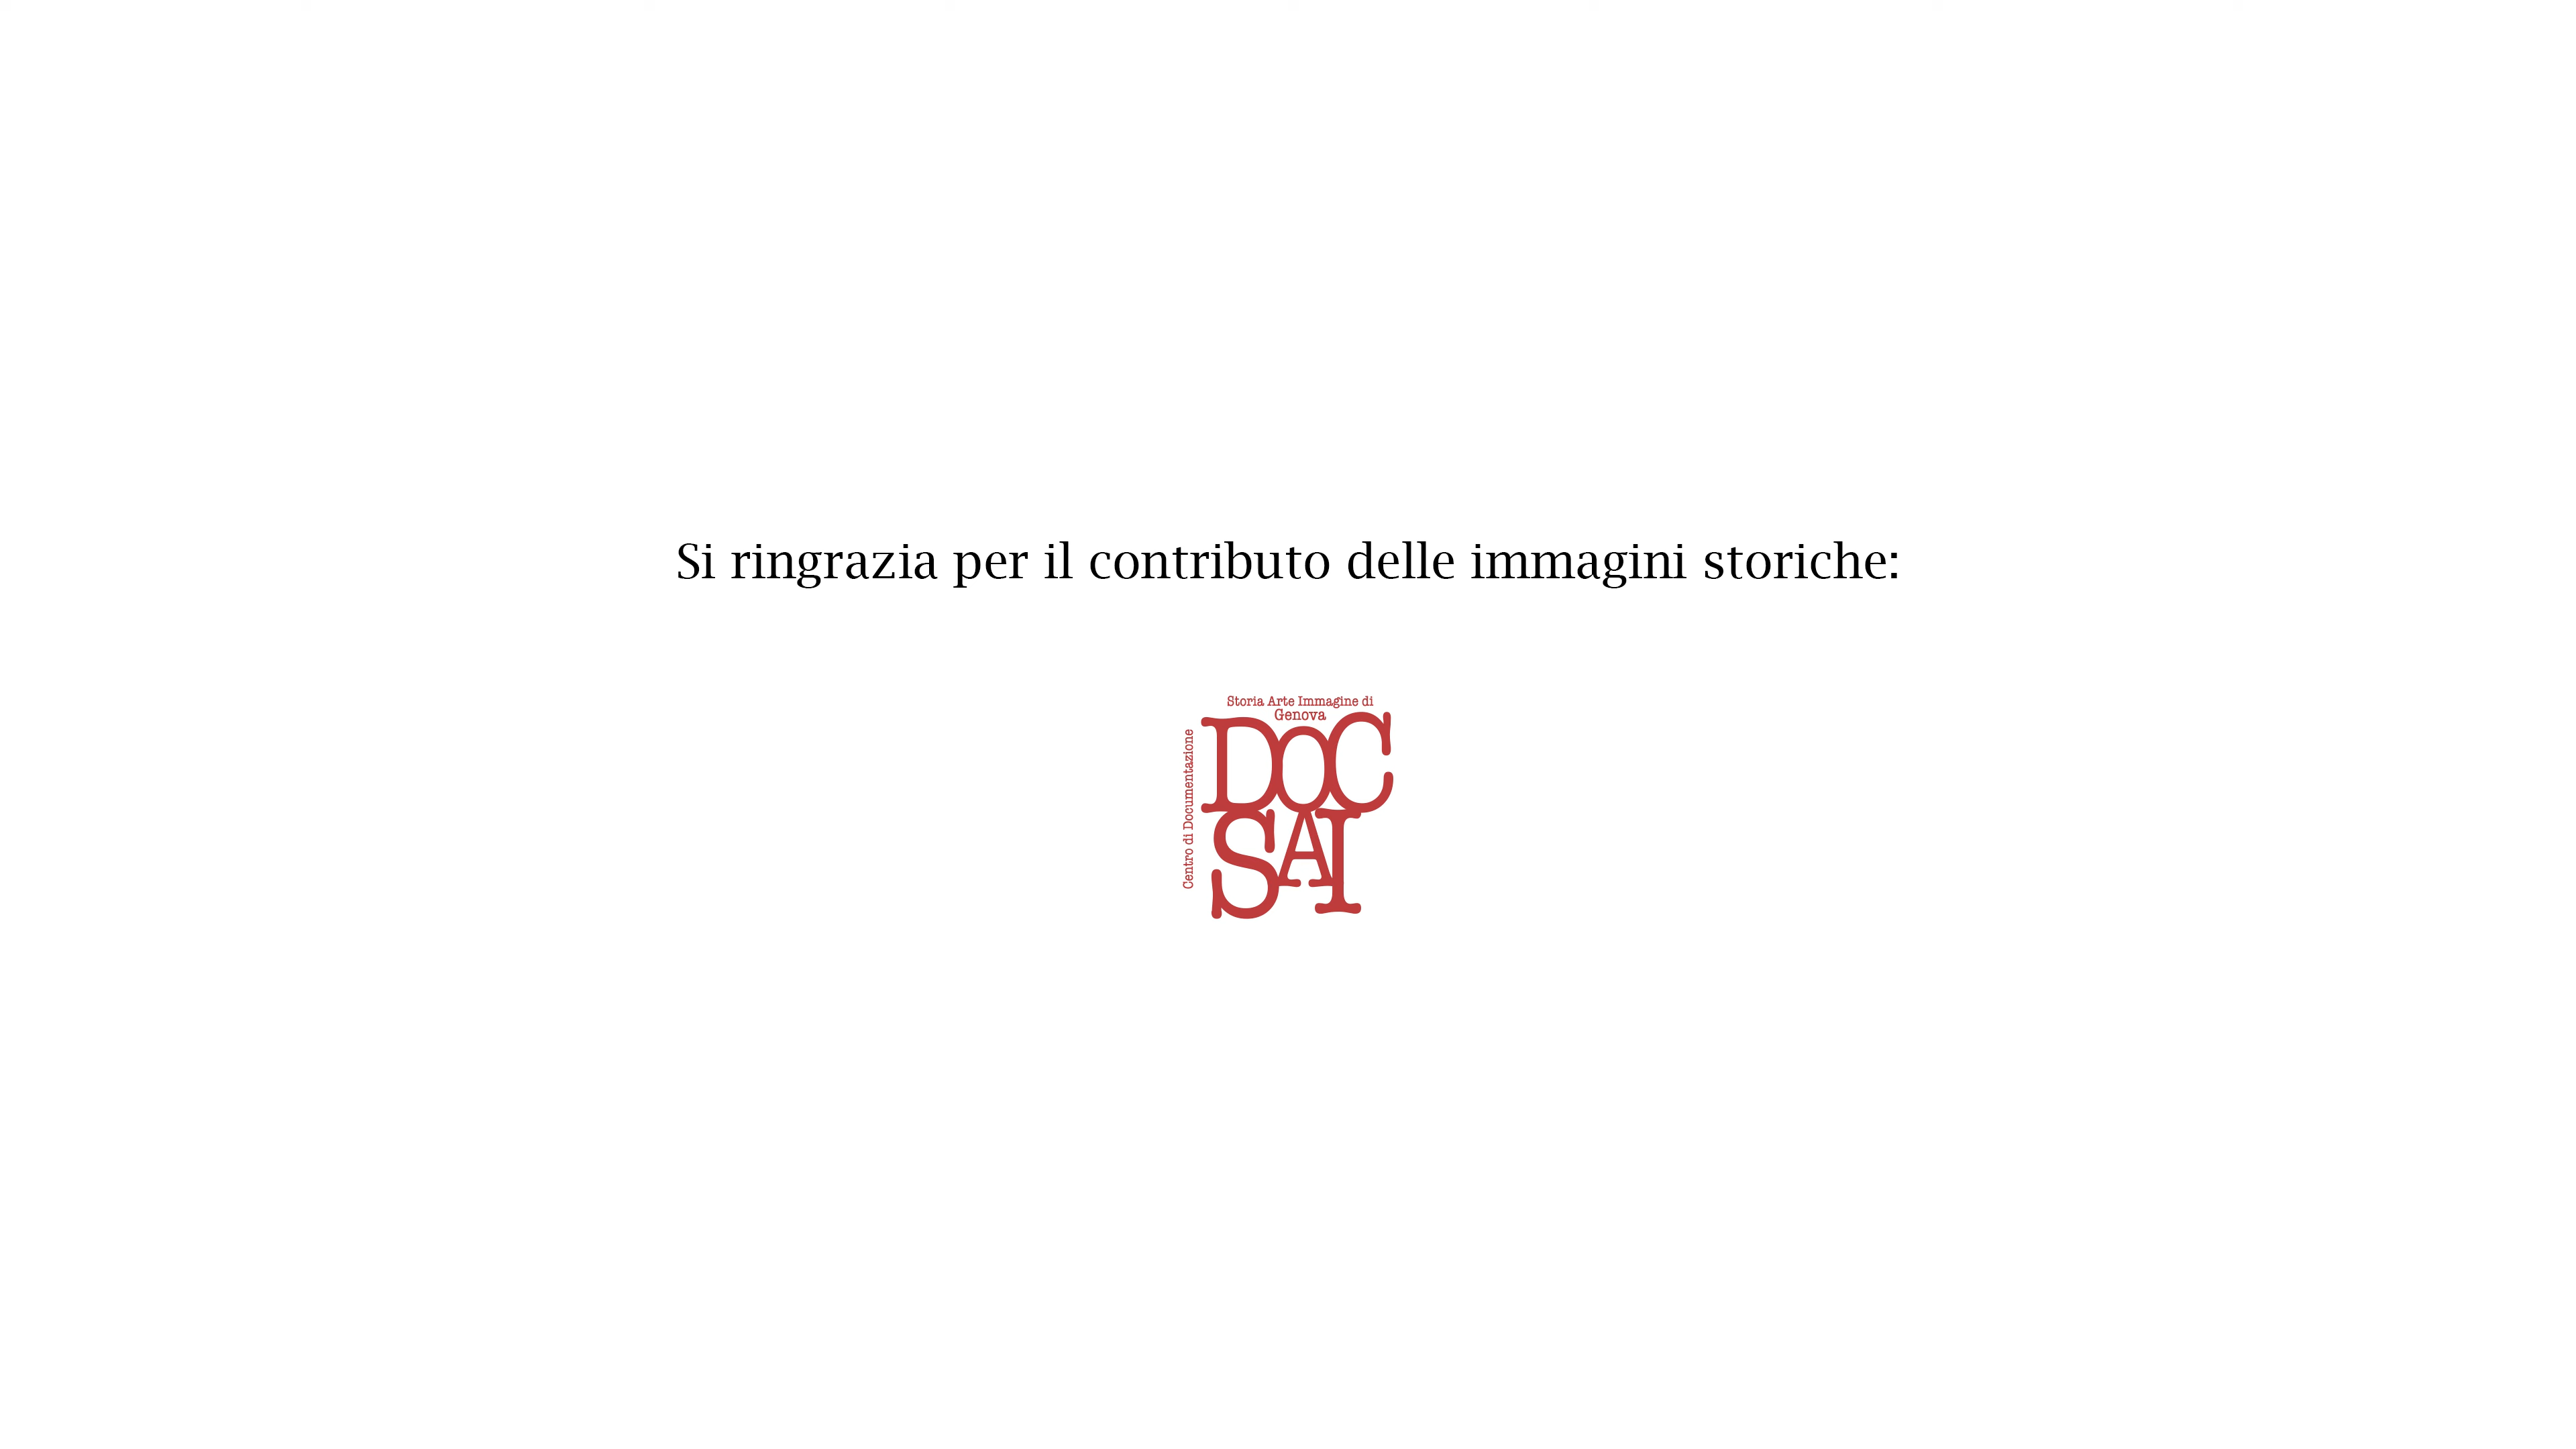 Si ringrazia per il contributo delle immagini storiche:
Storia Arte Immagine di
Genova
Centro di Documentazione
DOC
SAI